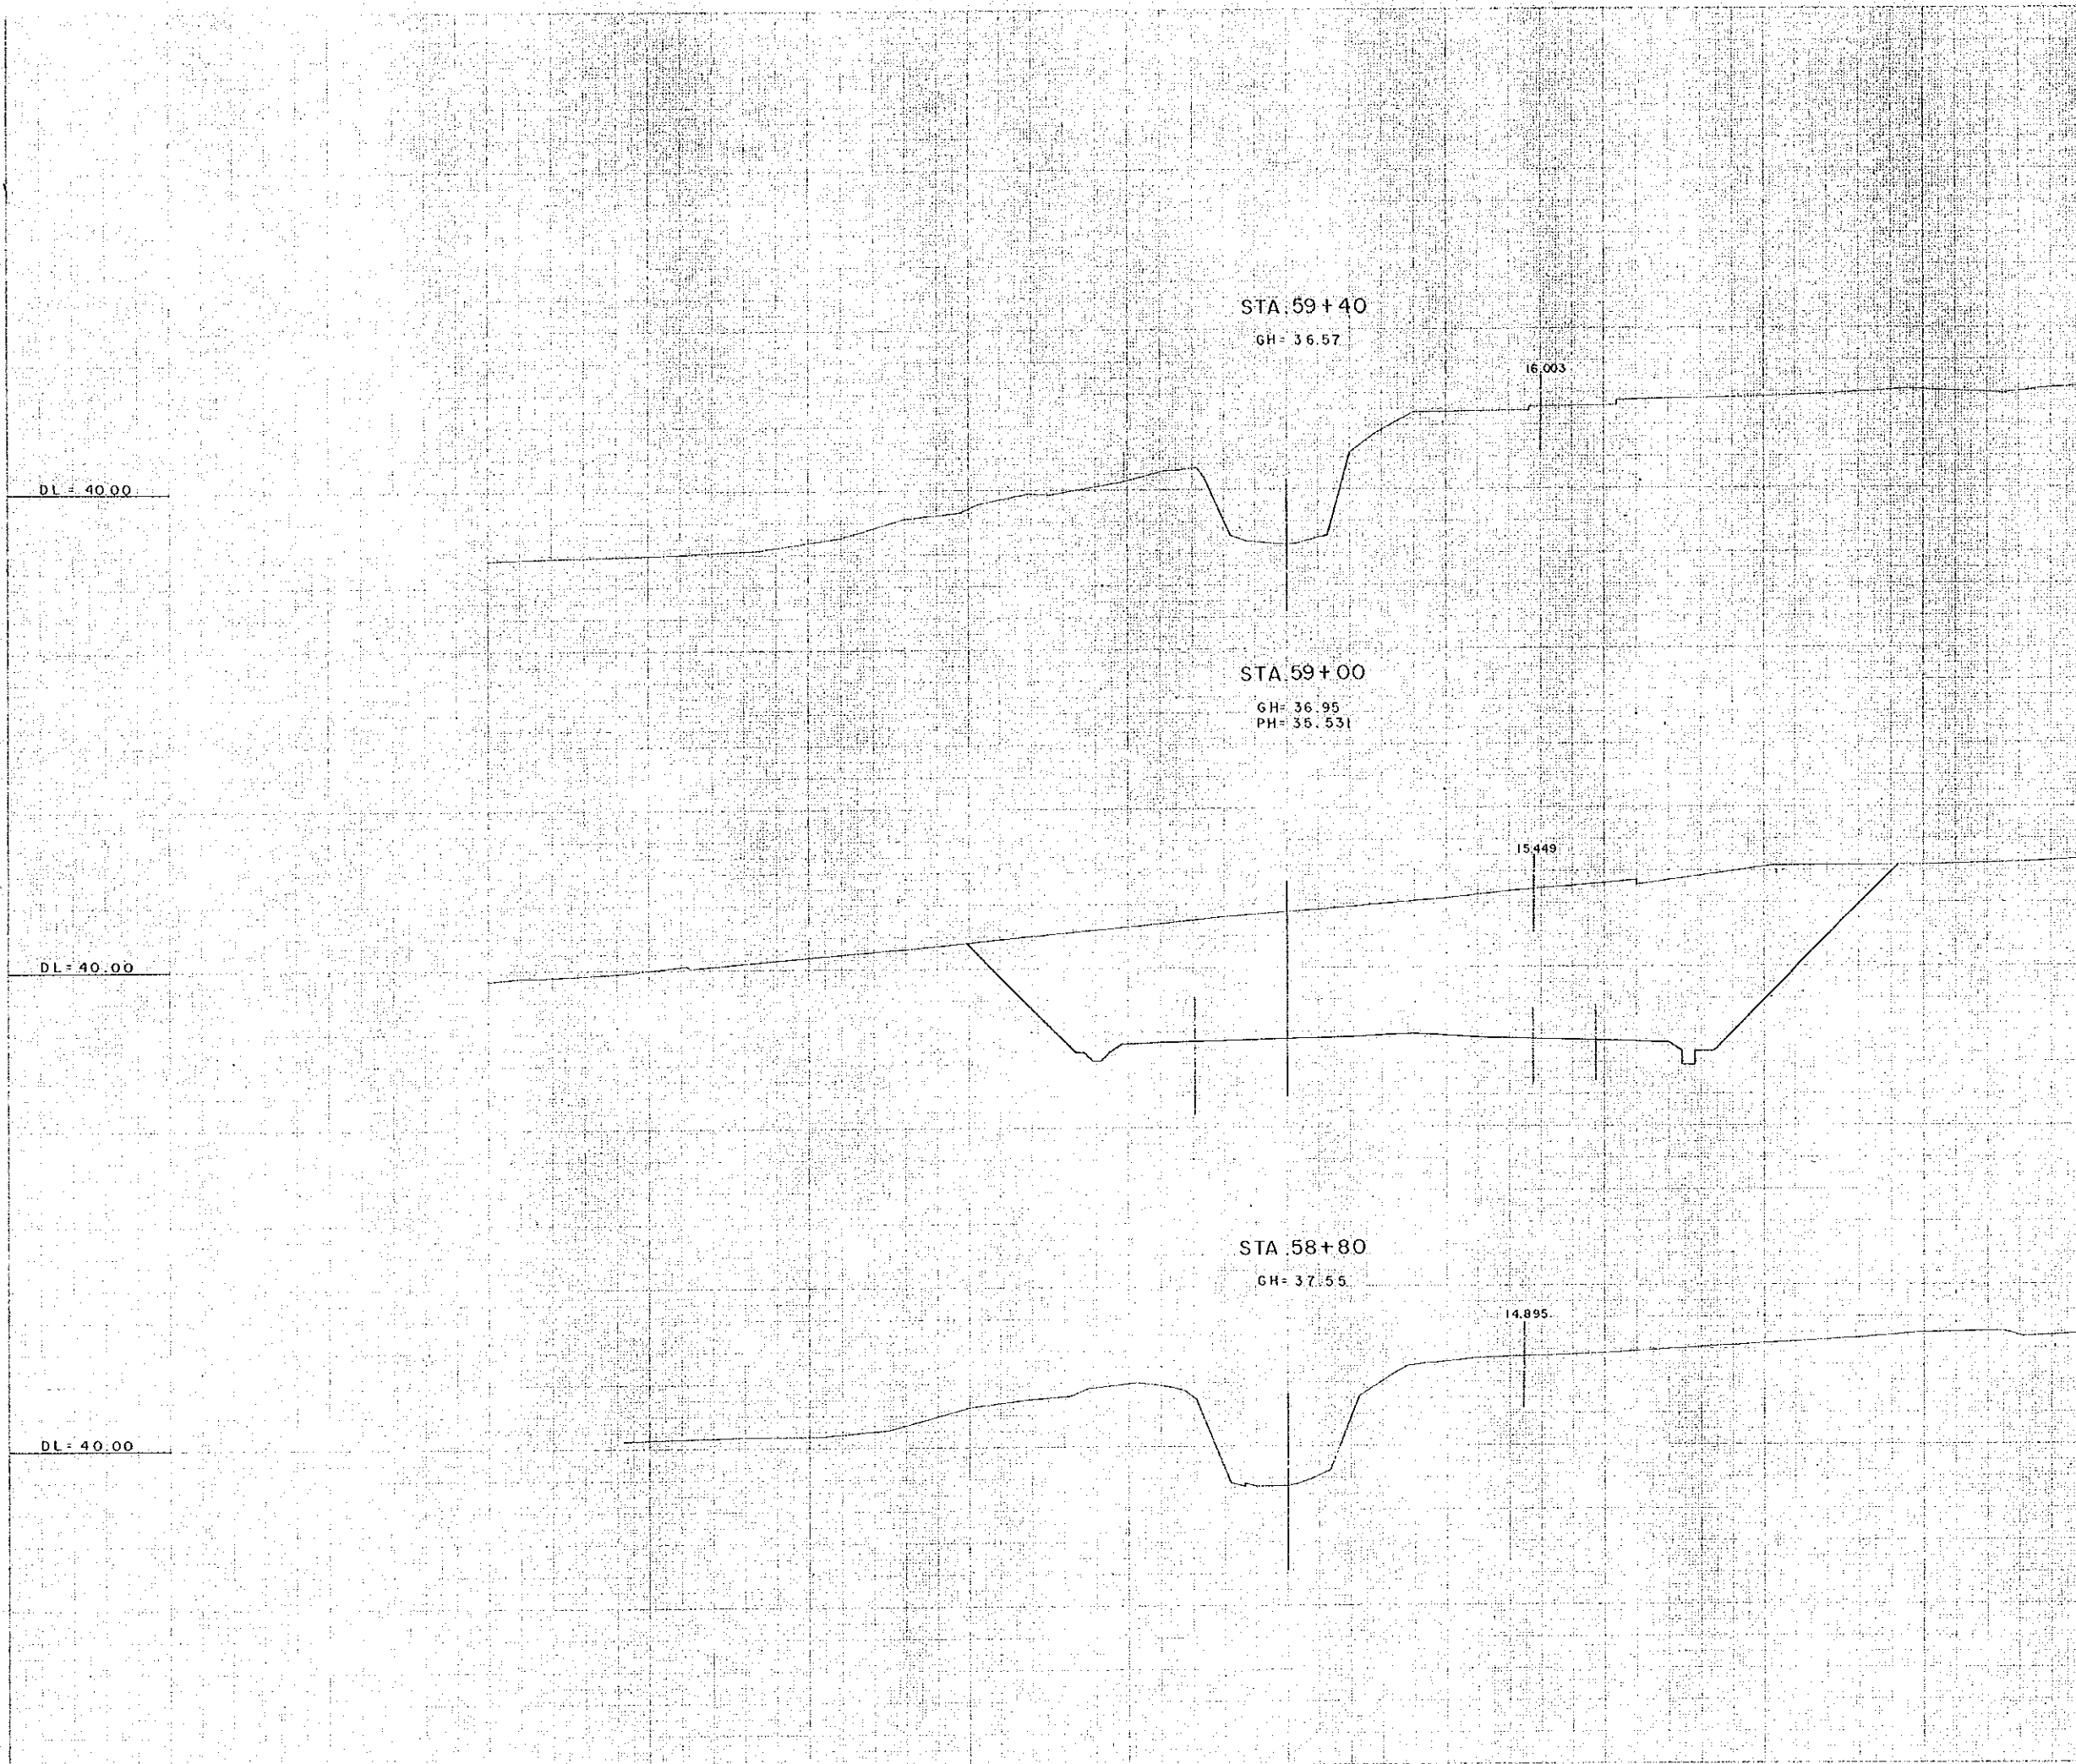 STA.59+40
GH= 36.57
16.003
DL= 40.00
STA.59+00
GH= 36.95
PH= 35.531
15.449
DL= 40.00
STA.58+80
GH= 37.55
14.895
DL= 40.00